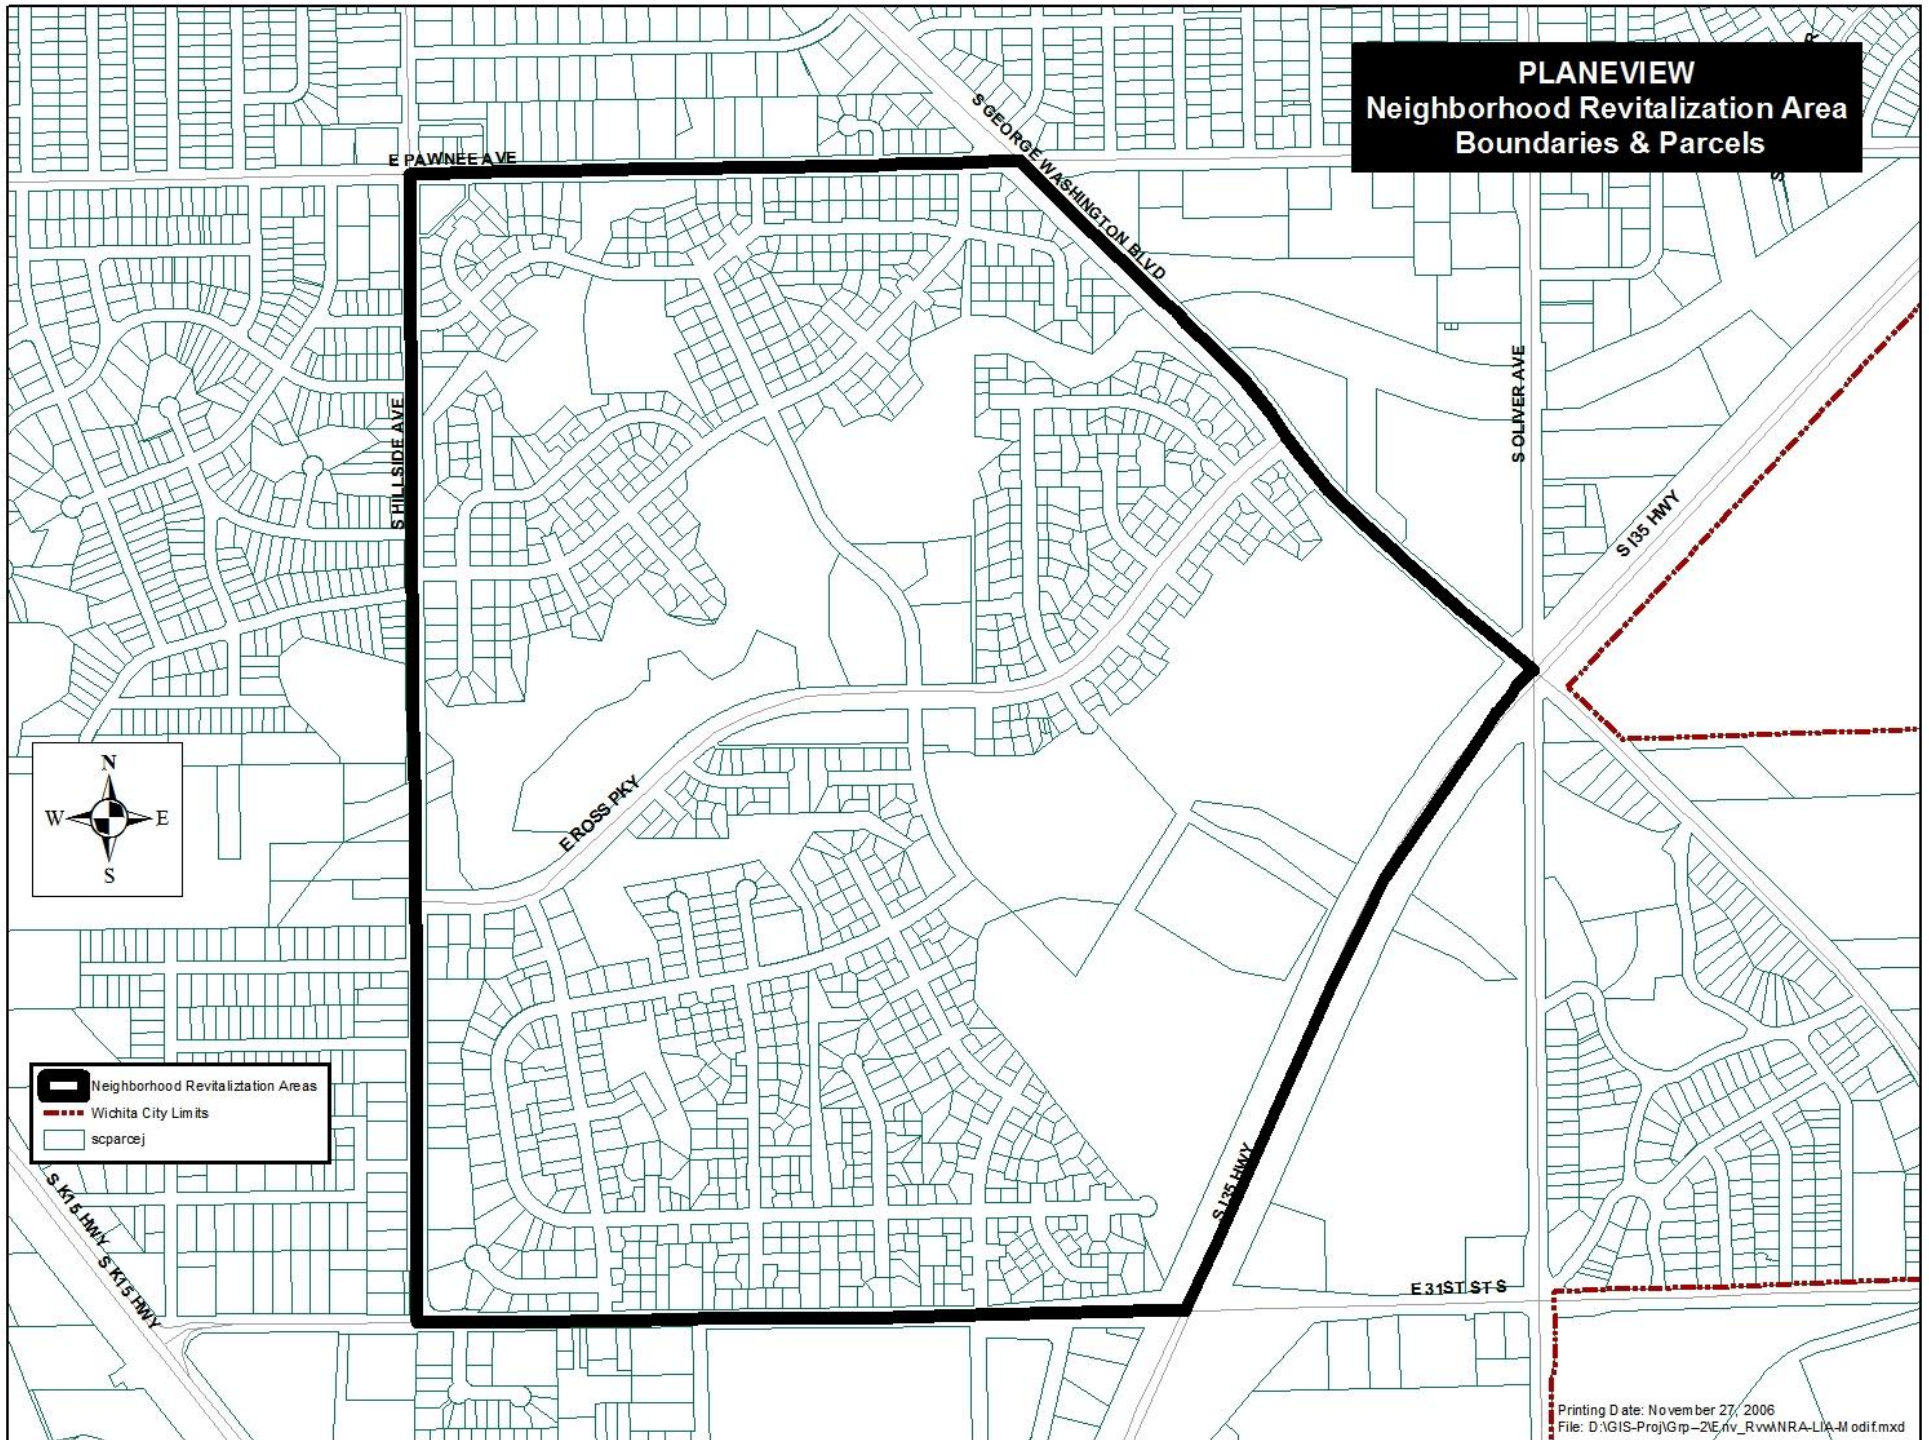 PLANEVIEW
Neighborhood Revitalization Area
Boundaries & Parcels
R
S
E PAWNEE AVE
S GEORGE WASHINGTON BLVD
S HILLSIDE AVE
S OLIVER AVE
S I35 HWY
N
W E
S
E ROSS PKY
Neighborhood Revitaliztation Areas
Wichita City Limits
scparcej
S K15 HWY
S K15 HWY
S I35 HWY
E 31ST ST S
Printing Date: November 27, 2006
File: D:\GIS-Proj\Grp--2\Env_Rvw\NRA-LIA-Modif.mxd